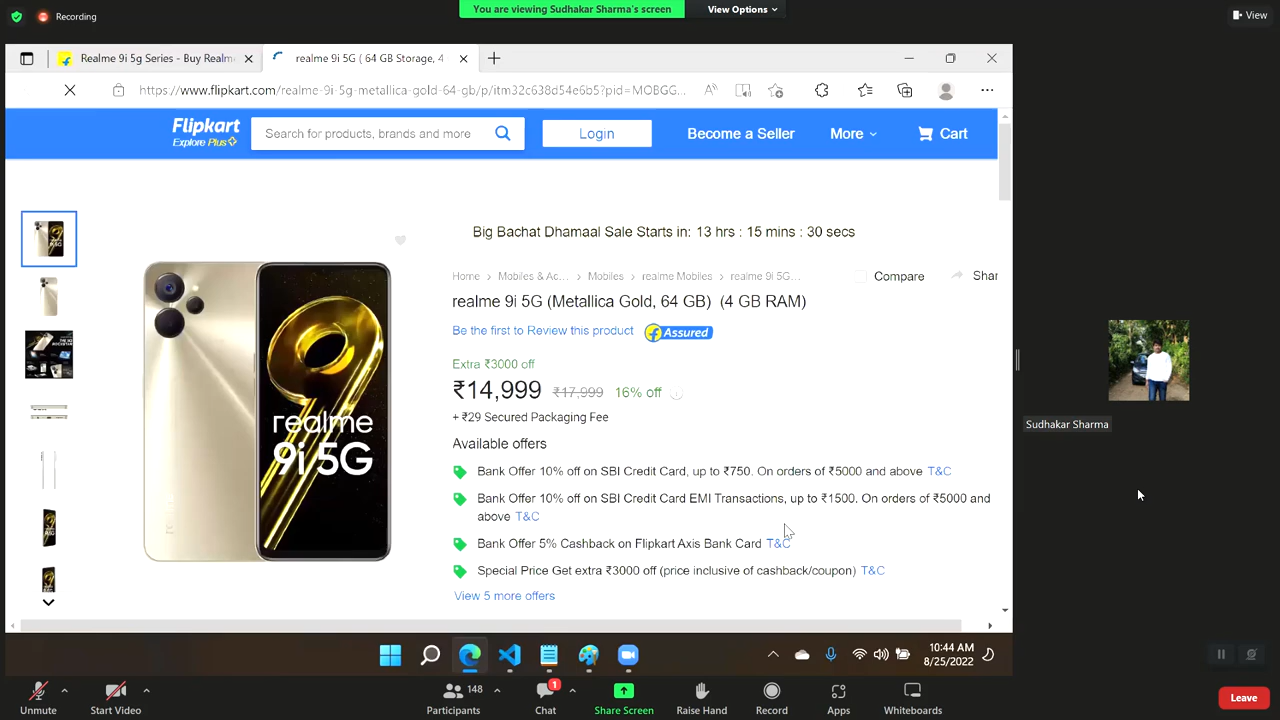 Recording
You are viewing Sudhakar Sharma's screen
View Options
View
Realme 9i 5g Series - Buy Realm
realme 9i 5G ( 64 GB Storage, 4
https://www.flipkart.com/realme-9i-5g-metallica-gold-64-gb/p/itm32c638d54e6b5?pid=MOBGG...
Flipkart
Explore Plus
Search for products, brands and more
Login
Become a Seller
More
Cart
Big Bachat Dhamaal Sale Starts in: 13 hrs : 15 mins : 30 secs
Home > Mobiles & Ac... > Mobiles > realme Mobiles > realme 9i 5G...
Compare
Shar
realme 9i 5G (Metallica Gold, 64 GB) (4 GB RAM)
Be the first to Review this product
Assured
Extra ₹3000 off
₹14,999 ₹17,999 16% off
+ ₹29 Secured Packaging Fee
Available offers
Bank Offer 10% off on SBI Credit Card, up to ₹750. On orders of ₹5000 and above T&C
Bank Offer 10% off on SBI Credit Card EMI Transactions, up to ₹1500. On orders of ₹5000 and
above T&C
Bank Offer 5% Cashback on Flipkart Axis Bank Card T&C
Special Price Get extra ₹3000 off (price inclusive of cashback/coupon) T&C
View 5 more offers
realme
9i 5G
Sudhakar Sharma
10:44 AM
8/25/2022
Unmute
Start Video
148
Participants
1
Chat
Share Screen
Raise Hand
Record
Apps
Whiteboards
Leave